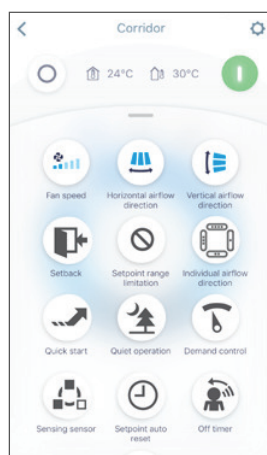 Corridor
24°C 30°C
Fan speed
Horizontal airflow
direction
Vertical airflow
direction
Setback
Setpoint range
limitation
Individual airflow
direction
Quick start
Quiet operation
Demand control
Sensing sensor
Setpoint auto
reset
Off timer